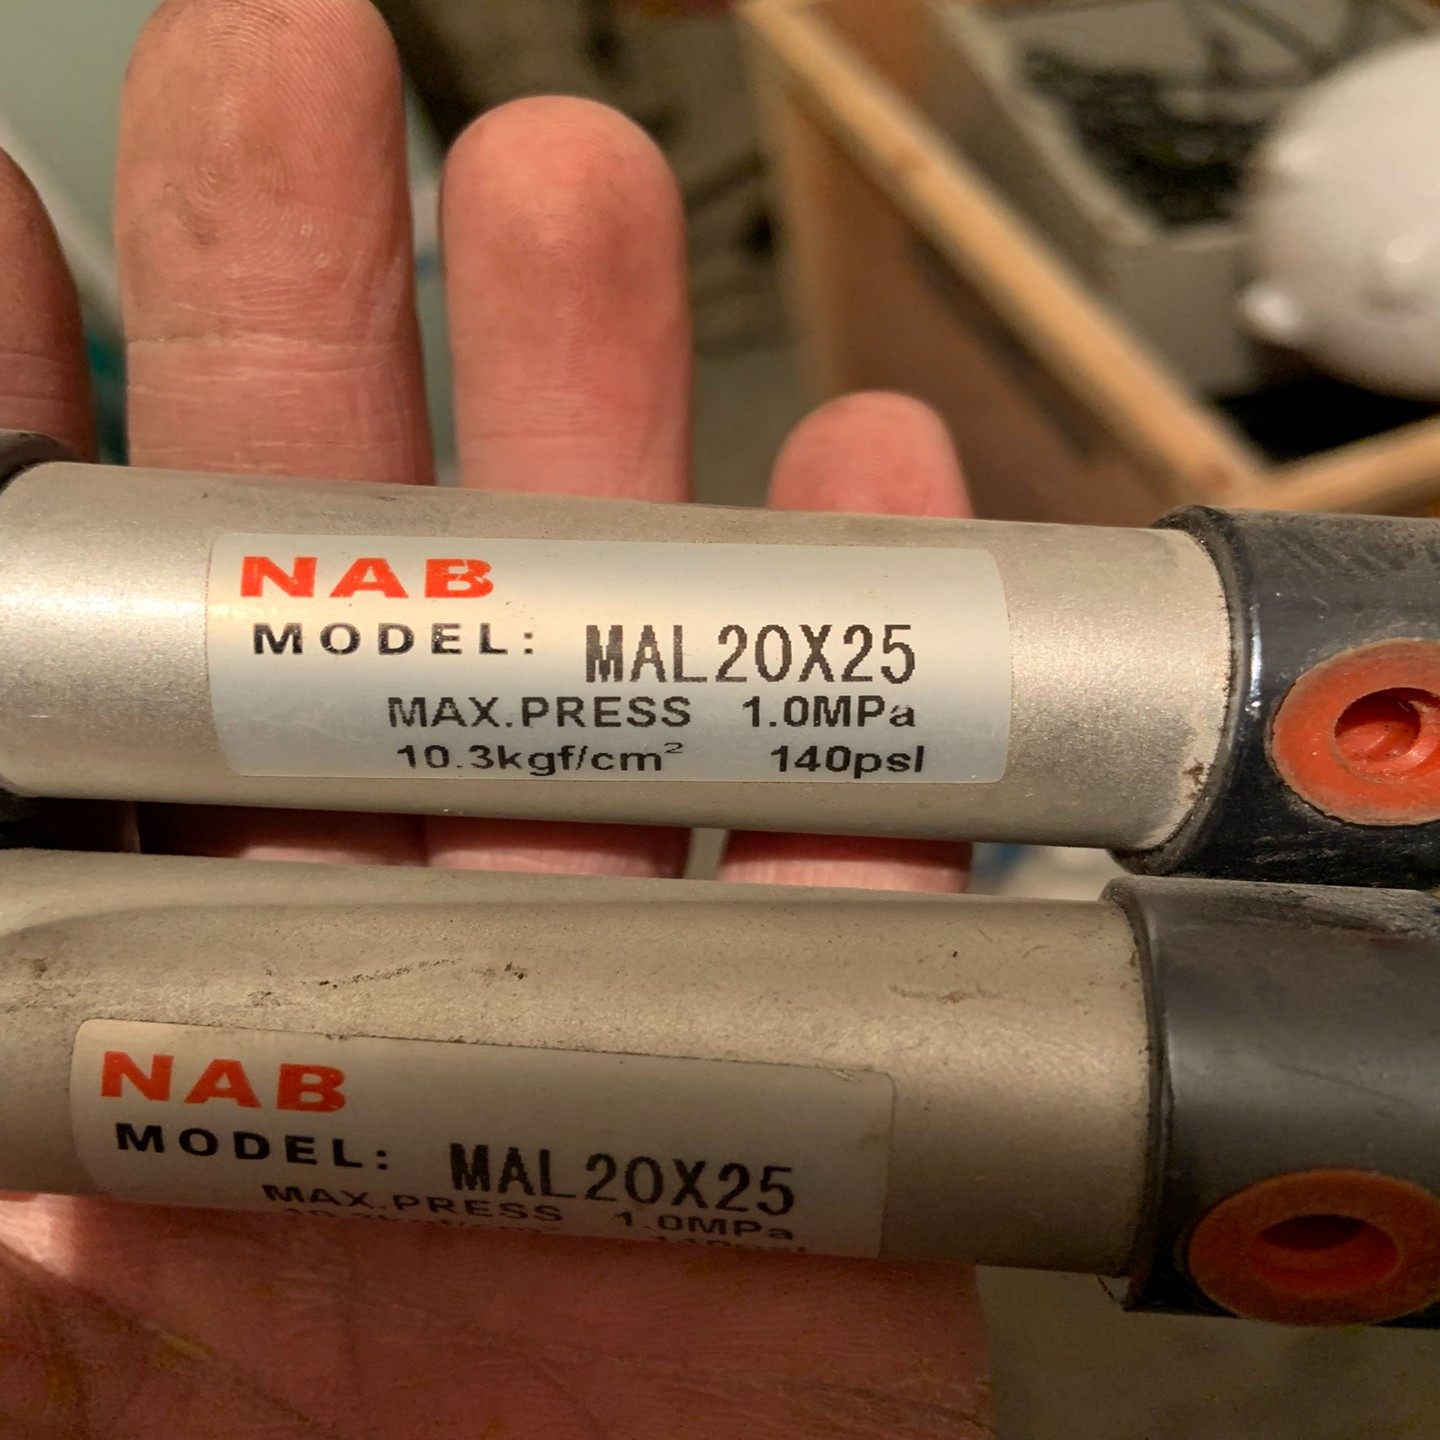 NAB
MODEL: MAL20X25
MAX.PRESS 1.0MPa
10.3kgf/cm² 140psl
NAB
MODEL: MAL20X25
MAX.PRESS 1.0MPa